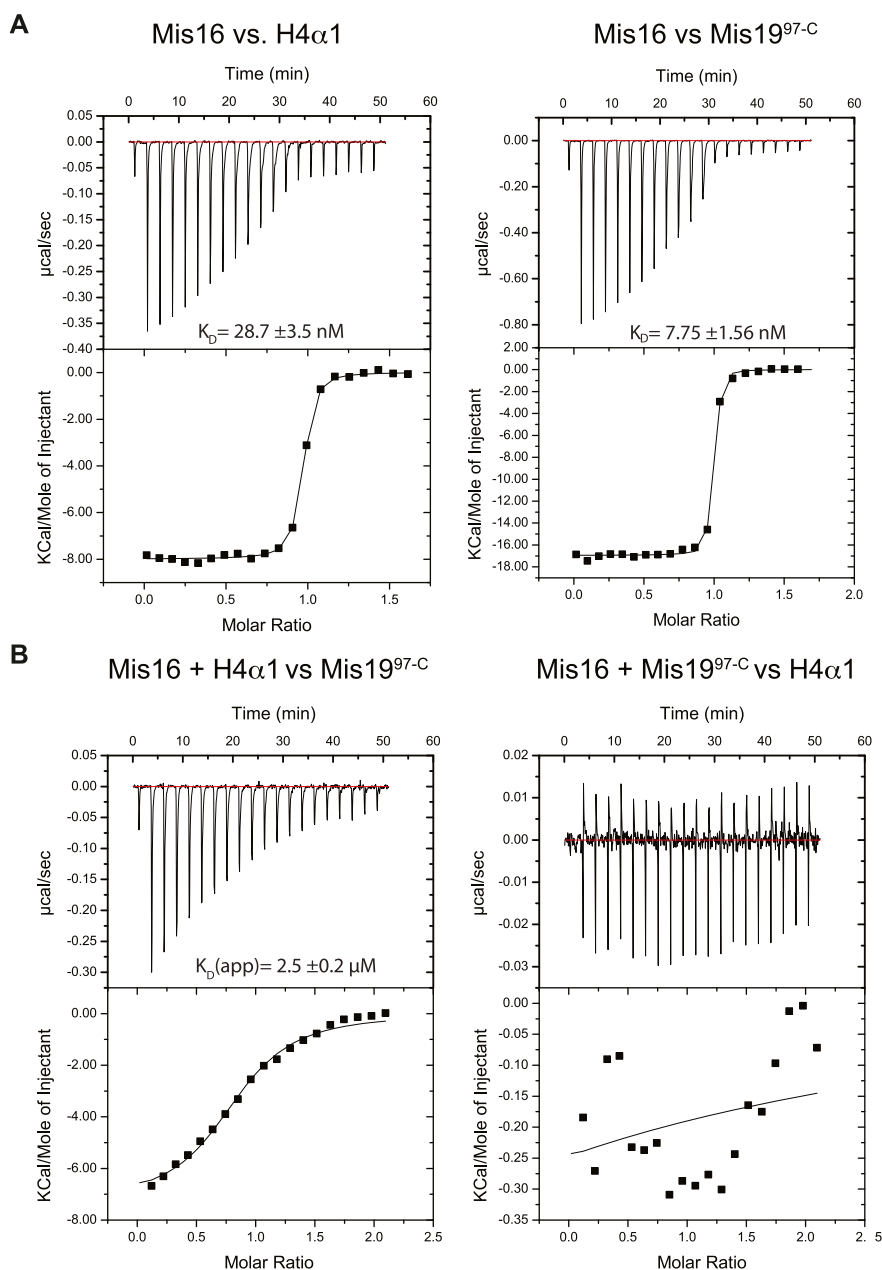 A
Mis16 vs. H4α1
Time (min)
0 10 20 30 40 50 60
0.05
0.00
-0.05
-0.10
-0.15
-0.20
-0.25
-0.30
-0.35
-0.40
µcal/sec
K_D= 28.7 ±3.5 nM
0.00
-2.00
-4.00
-6.00
-8.00
KCal/Mole of Injectant
0.0 0.5 1.0 1.5
Molar Ratio
Mis16 vs Mis19^97-C
Time (min)
0 10 20 30 40 50 60
0.00
-0.20
-0.40
-0.60
-0.80
µcal/sec
K_D= 7.75 ±1.56 nM
2.00
0.00
-2.00
-4.00
-6.00
-8.00
-10.00
-12.00
-14.00
-16.00
-18.00
KCal/Mole of Injectant
0.0 0.5 1.0 1.5 2.0
Molar Ratio
B
Mis16 + H4α1 vs Mis19^97-C
Time (min)
0 10 20 30 40 50 60
0.05
0.00
-0.05
-0.10
-0.15
-0.20
-0.25
-0.30
µcal/sec
K_D(app)= 2.5 ±0.2 µM
0.00
-2.00
-4.00
-6.00
-8.00
KCal/Mole of Injectant
0.0 0.5 1.0 1.5 2.0 2.5
Molar Ratio
Mis16 + Mis19^97-C vs H4α1
Time (min)
0 10 20 30 40 50 60
0.02
0.01
0.00
-0.01
-0.02
-0.03
µcal/sec
0.00
-0.05
-0.10
-0.15
-0.20
-0.25
-0.30
-0.35
KCal/Mole of Injectant
0.0 0.5 1.0 1.5 2.0 2. 5
Molar Ratio